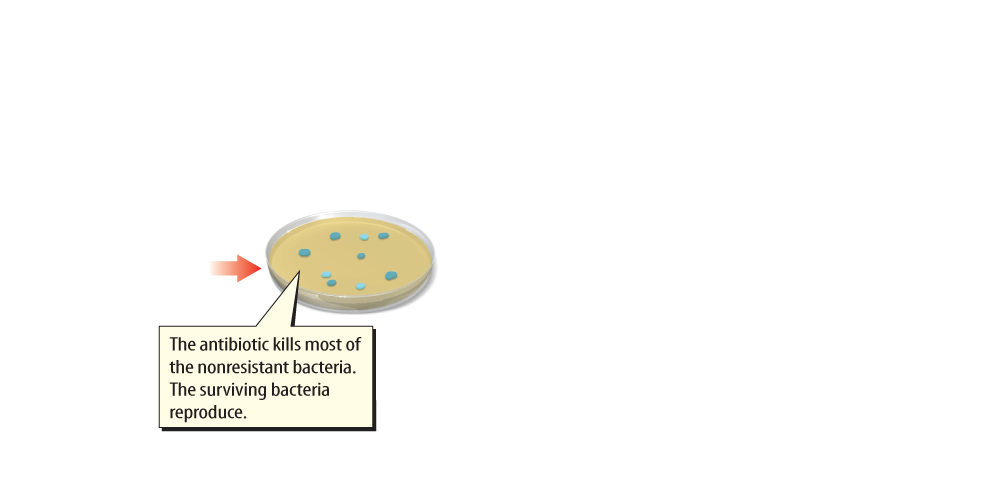 The antibiotic kills most of
the nonresistant bacteria.
The surviving bacteria
reproduce.